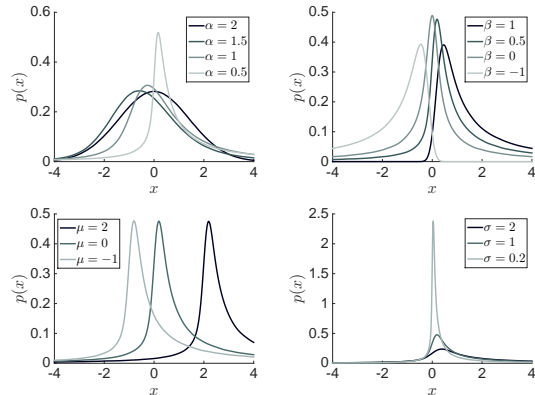 0.6
0.4
0.2
0
p(x)
α = 2
α = 1.5
α = 1
α = 0.5
-4 -2 0 2 4
x
0.5
0.4
0.3
0.2
0.1
0
p(x)
β = 1
β = 0.5
β = 0
β = −1
-4 -2 0 2 4
x
0.5
0.4
0.3
0.2
0.1
0
p(x)
μ = 2
μ = 0
μ = −1
-4 -2 0 2 4
x
2.5
2
1.5
1
0.5
0
p(x)
σ = 2
σ = 1
σ = 0.2
-4 -2 0 2 4
x